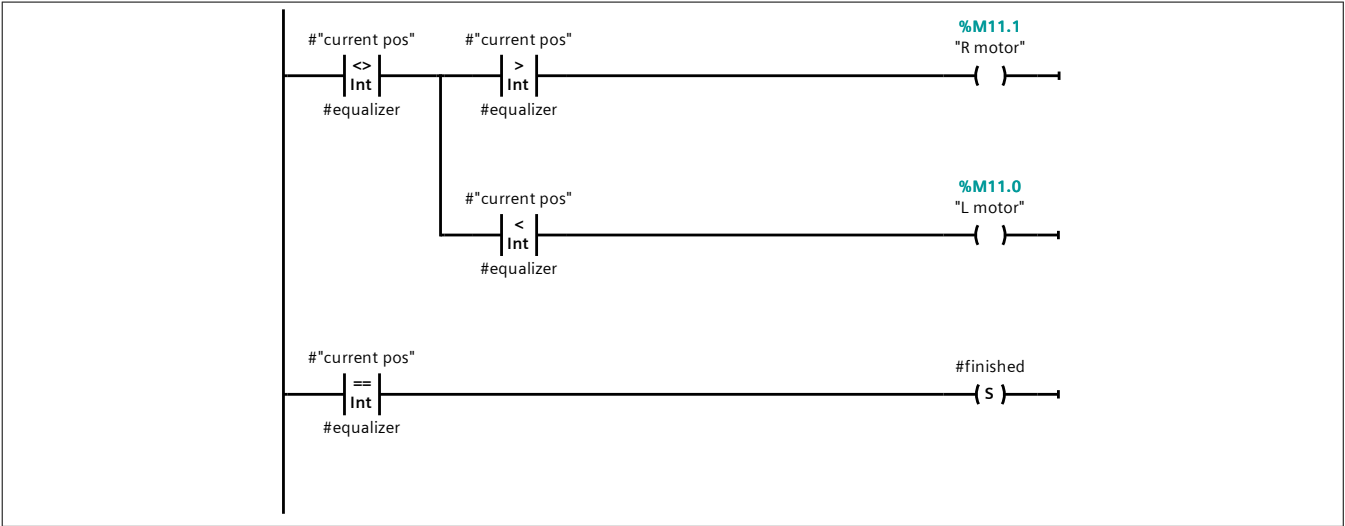 %M11.1
#"current pos" #"current pos" "R motor"
<> >
Int Int
#equalizer #equalizer
%M11.0
#"current pos" "L motor"
<
Int
#equalizer
#"current pos" #finished
==
Int S
#equalizer